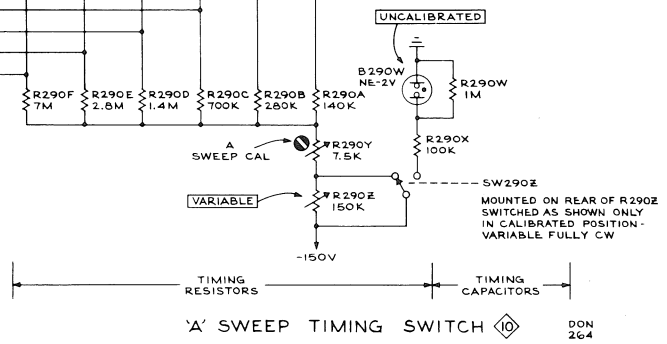 UNCALIBRATED
B290W
NE-2V
R290W
1M
R290F
7M
R290E
2.8M
R290D
1.4M
R290C
700K
R290B
280K
R290A
140K
R290X
100K
A
SWEEP CAL
R290Y
7.5K
SW290Z
VARIABLE
R290Z
150K
MOUNTED ON REAR OF R290Z
SWITCHED AS SHOWN ONLY
IN CALIBRATED POSITION-
VARIABLE FULLY CW
-150V
TIMING
RESISTORS
TIMING
CAPACITORS
'A' SWEEP TIMING SWITCH 10
DON
264